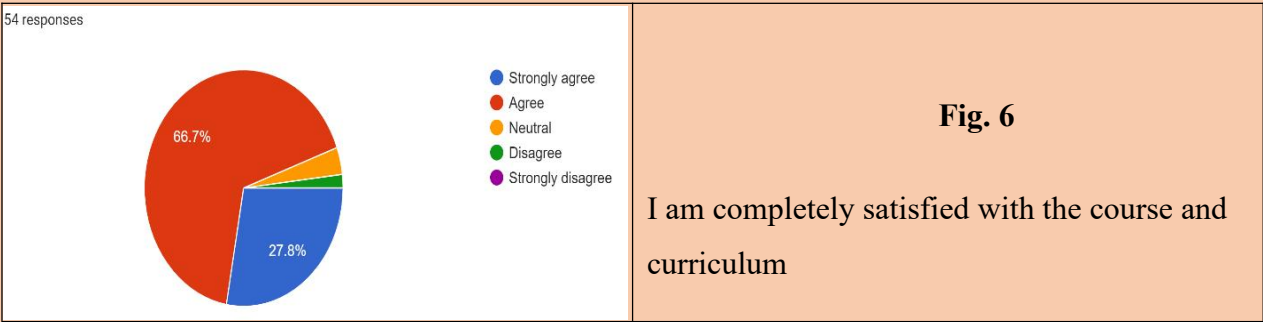 54 responses
66.7%
27.8%
Strongly agree
Agree
Neutral
Disagree
Strongly disagree
Fig. 6
I am completely satisfied with the course and
curriculum